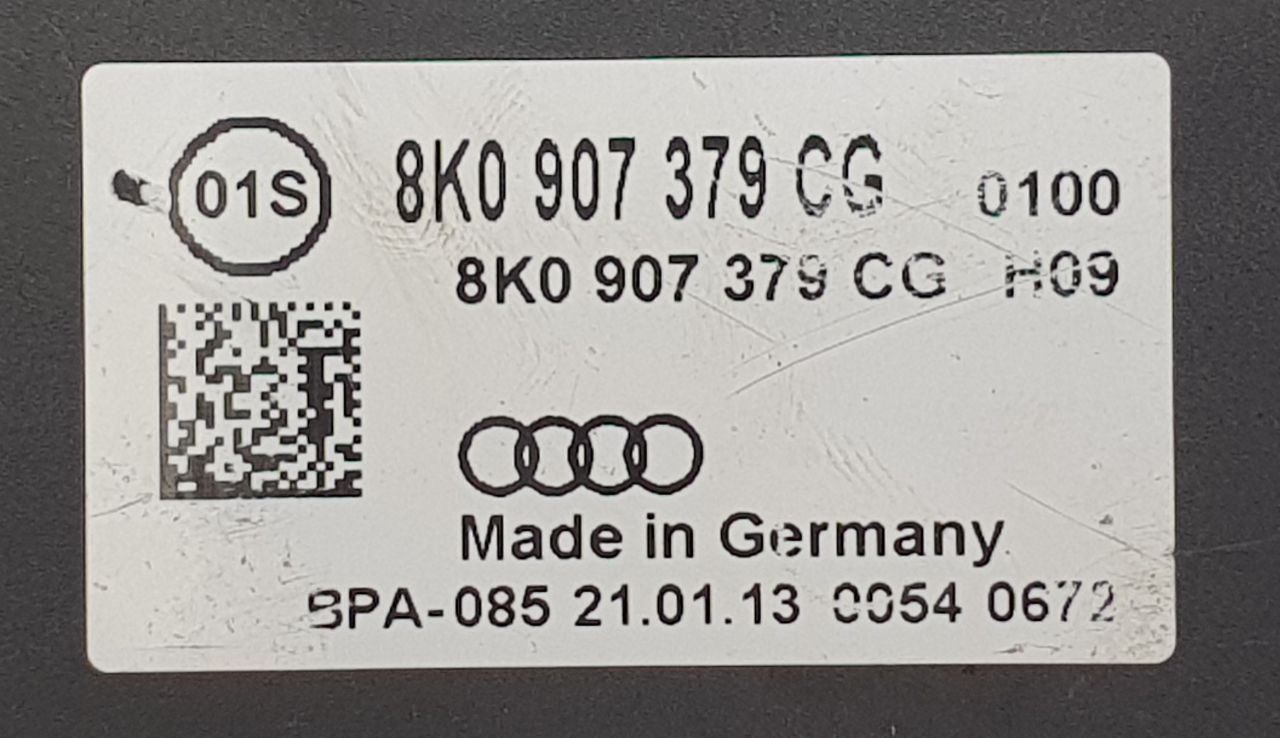 01S
8K0 907 379 CG 0100
8K0 907 379 CG H09
Made in Germany
BPA-085 21.01.13 0054 0672